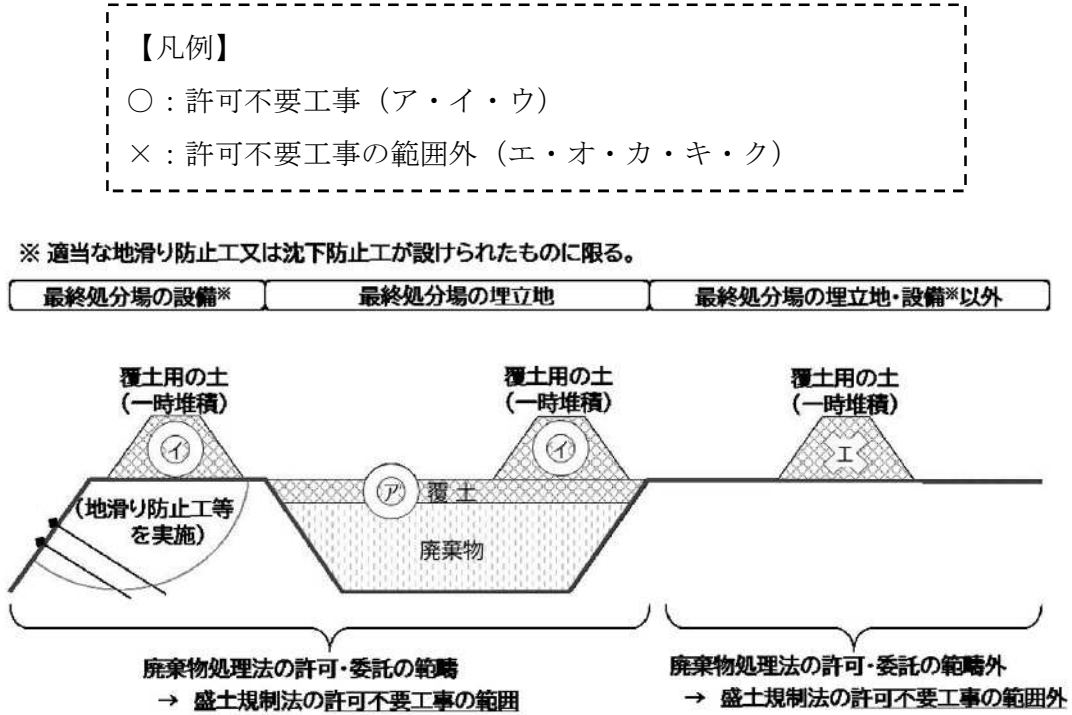 【凡例】
○：許可不要工事（ア・イ・ウ）
×：許可不要工事の範囲外（エ・オ・カ・キ・ク）
※ 適当な地滑り防止工又は沈下防止工が設けられたものに限る。
最終処分場の設備※
最終処分場の埋立地
最終処分場の埋立地・設備※以外
覆土用の土
（一時堆積）
覆土用の土
（一時堆積）
覆土用の土
（一時堆積）
イ
イ
エ
ア
覆土
（地滑り防止工等
を実施）
廃棄物
廃棄物処理法の許可・委託の範疇
→ 盛土規制法の許可不要工事の範囲
廃棄物処理法の許可・委託の範疇外
→ 盛土規制法の許可不要工事の範囲外